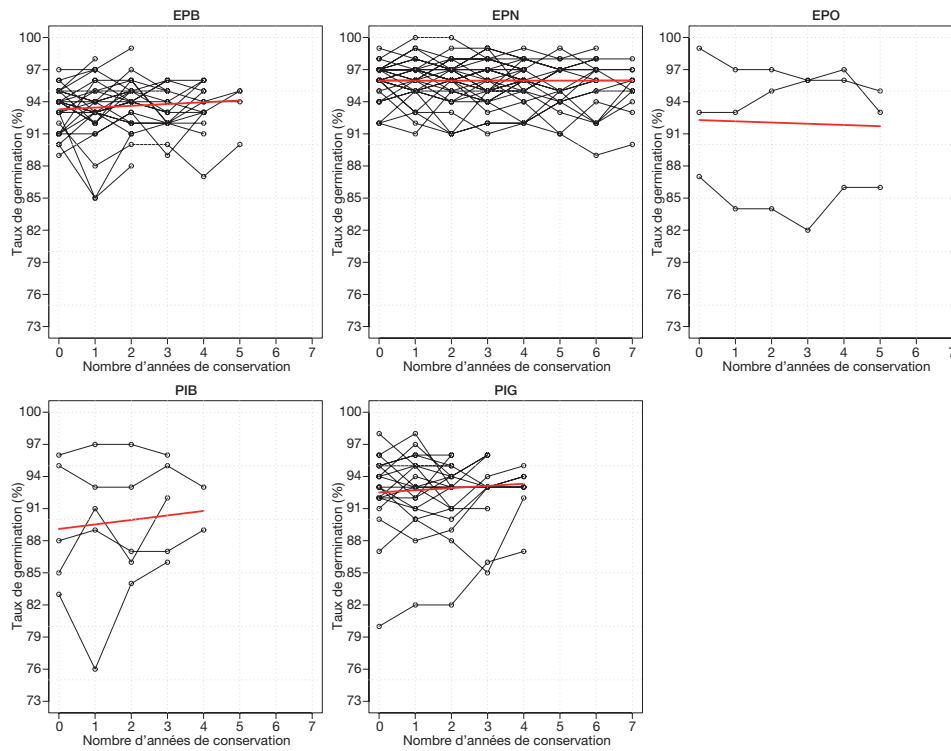 EPB
EPN
EPO
Taux de germination (%)
100
97
94
91
88
85
82
79
76
73
0 1 2 3 4 5 6 7
Nombre d'années de conservation
Taux de germination (%)
100
97
94
91
88
85
82
79
76
73
0 1 2 3 4 5 6 7
Nombre d'années de conservation
Taux de germination (%)
100
97
94
91
88
85
82
79
76
73
0 1 2 3 4 5 6 7
Nombre d'années de conservation
PIB
PIG
Taux de germination (%)
100
97
94
91
88
85
82
79
76
73
0 1 2 3 4 5 6 7
Nombre d'années de conservation
Taux de germination (%)
100
97
94
91
88
85
82
79
76
73
0 1 2 3 4 5 6 7
Nombre d'années de conservation